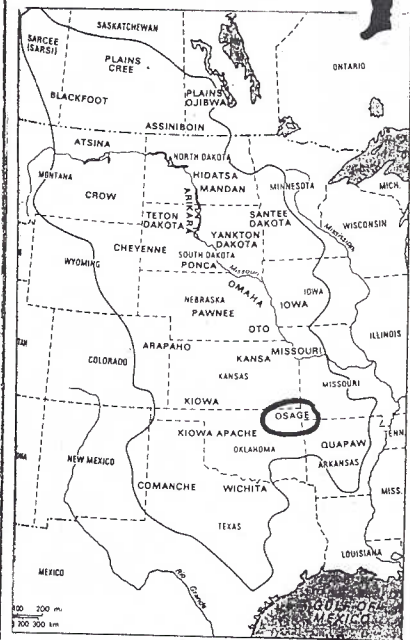 SASKATCHEWAN
SARCEE
(SARSI)
PLAINS
CREE
ONTARIO
BLACKFOOT
PLAINS
OJIBWA
ASSINIBOIN
ATSINA
NORTH DAKOTA
HIDATSA
MANDAN
MONTANA
MINNESOTA
MICH.
CROW
ARIKARA
TETON
DAKOTA
SANTEE
DAKOTA
WISCONSIN
Mississippi
YANKTON
DAKOTA
CHEYENNE
SOUTH DAKOTA
PONCA
WYOMING
Missouri
OMAHA
NEBRASKA
PAWNEE
IOWA
IOWA
OTO
ILLINOIS
ARAPAHO
MISSOURI
KANSA
COLORADO
KANSAS
MISSOURI
KIOWA
OSAGE
KIOWA APACHE
QUAPAW
TENN.
OKLAHOMA
ARKANSAS
NEW MEXICO
COMANCHE
WICHITA
MISS.
TEXAS
LOUISIANA
MEXICO
Rio Grande
100 200 mi.
200 300 km
GULF OF
MEXICO